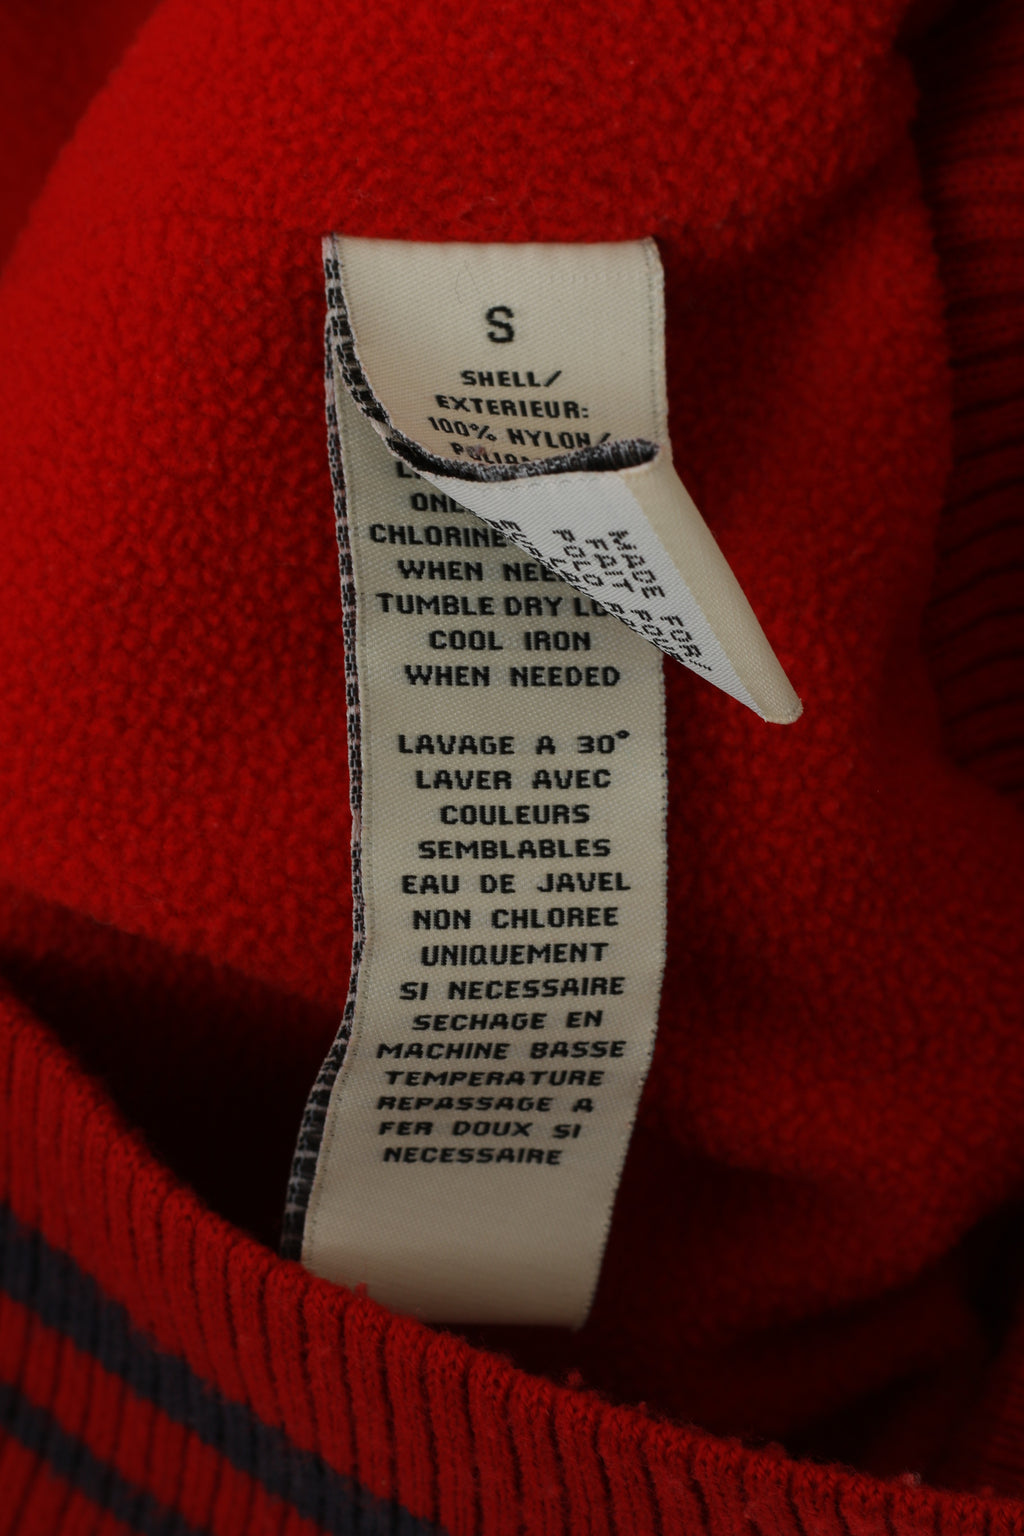 S
SHELL/
EXTERIEUR:
100% NYLON/
CHLORINE
WHEN
TUMBLE DRY
COOL IRON
WHEN NEEDED
LAVAGE A 30°
LAVER AVEC
COULEURS
SEMBLABLES
EAU DE JAVEL
NON CHLOREE
UNIQUEMENT
SI NECESSAIRE
SECHAGE EN
MACHINE BASSE
TEMPERATURE
REPASSAGE A
FER DOUX SI
NECESSAIRE
MADE FOR/
FAIT
POLO